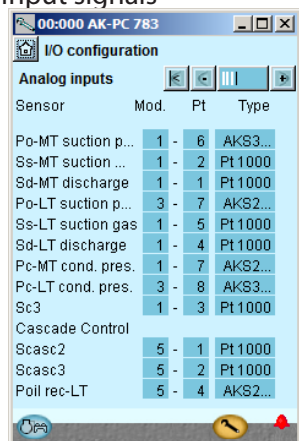 Input signals
00:000 AK-PC 783
I/O configuration
Analog inputs
Sensor Mod. Pt Type
Po-MT suction p... 1 - 6 AKS3...
Ss-MT suction ... 1 - 2 Pt1000
Sd-MT discharge 1 - 1 Pt1000
Po-LT suction p... 3 - 7 AKS2...
Ss-LT suction gas 1 - 5 Pt1000
Sd-LT discharge 1 - 4 Pt1000
Pc-MT cond. pres. 1 - 7 AKS2...
Pc-LT cond. pres. 3 - 8 AKS3...
Sc3 1 - 3 Pt1000
Cascade Control
Scasc2 5 - 1 Pt1000
Scasc3 5 - 2 Pt1000
Poil rec-LT 5 - 4 AKS2...